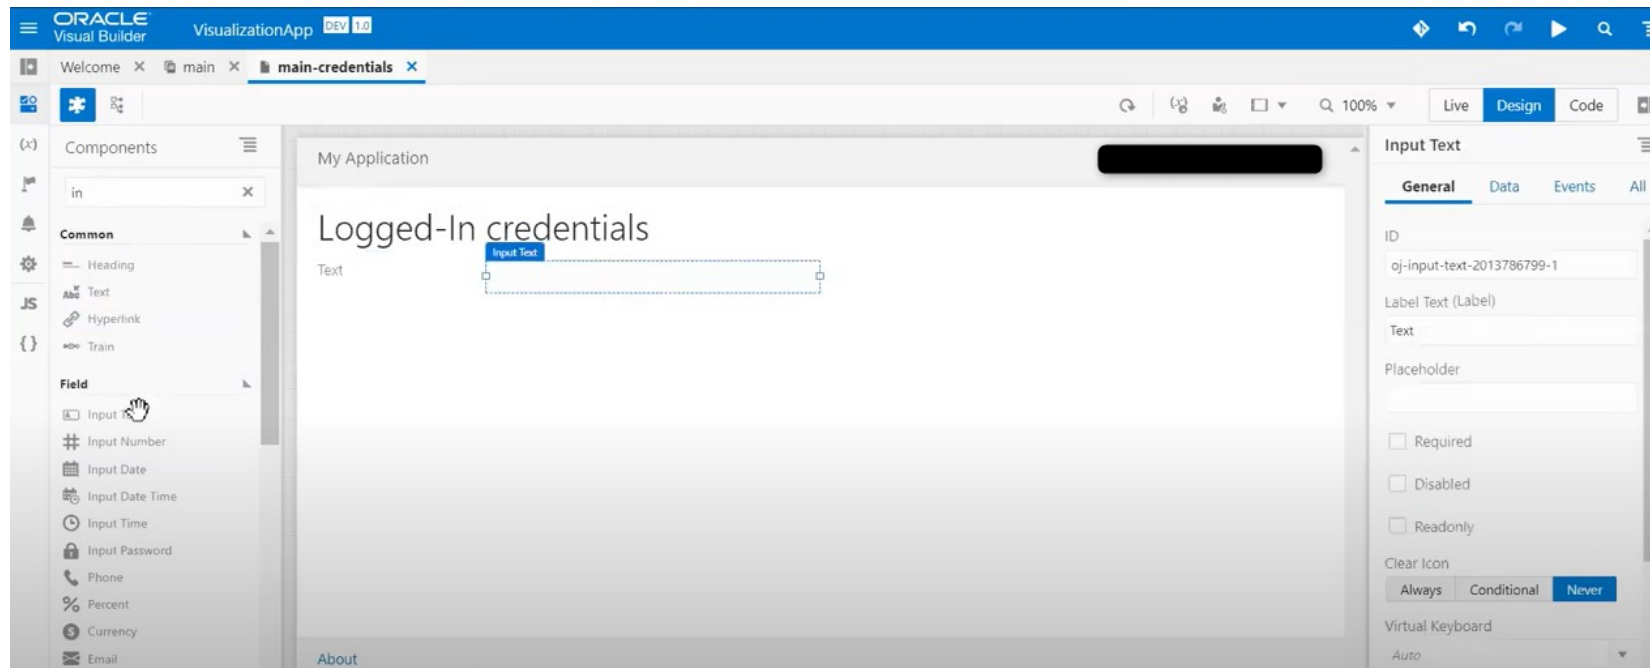 ORACLE
Visual Builder
VisualizationApp DEV 1.0
Welcome
main
main-credentials
100%
Live
Design
Code
(x)
JS
{ }
Components
in
Common
Heading
Abc Text
Hyperlink
Train
Field
Input
Input Number
Input Date
Input Date Time
Input Time
Input Password
Phone
Percent
Currency
Email
My Application
Logged-In credentials
Input Text
Text
About
Input Text
General
Data
Events
All
ID
oj-input-text-2013786799-1
Label Text (Label)
Text
Placeholder
Required
Disabled
Readonly
Clear Icon
Always
Conditional
Never
Virtual Keyboard
Auto